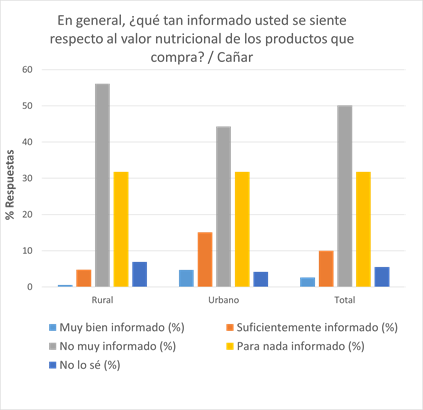 En general, ¿qué tan informado usted se siente
respecto al valor nutricional de los productos que
compra? / Cañar
% Respuestas
60
50
40
30
20
10
0
Rural Urbano Total
Muy bien informado (%) Suficientemente informado (%)
No muy informado (%) Para nada informado (%)
No lo sé (%)